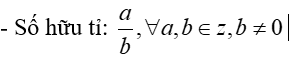 - Số hữu tỉ: a/b, ∀a, b ∈ z, b ≠ 0